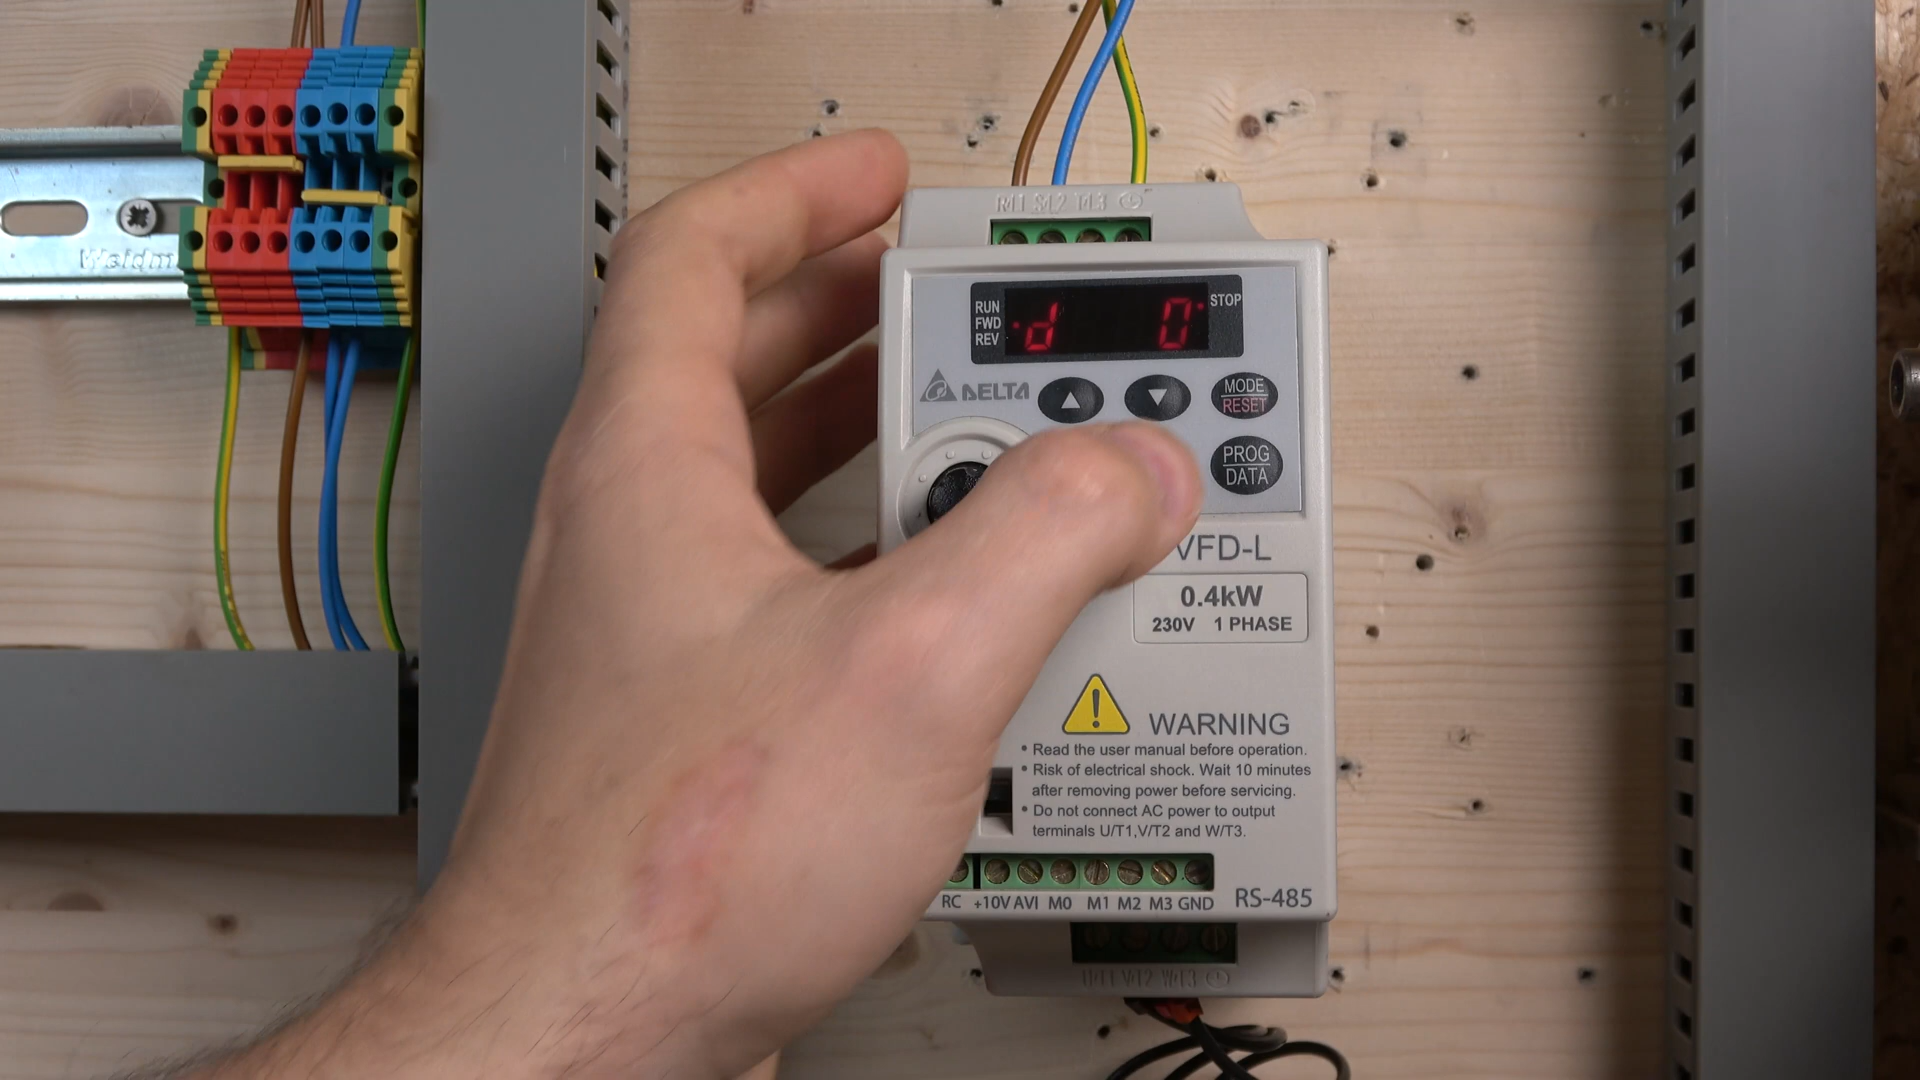 Weidm
RUN
FWD
REV
d 0
STOP
DELTA
MODE
RESET
PROG
DATA
VFD-L
0.4kW
230V 1 PHASE
WARNING
• Read the user manual before operation.
• Risk of electrical shock. Wait 10 minutes
after removing power before servicing.
• Do not connect AC power to output
terminals U/T1,V/T2 and W/T3.
RC +10V AVI M0 M1 M2 M3 GND
RS-485
U/T1 V/T2 W/T3